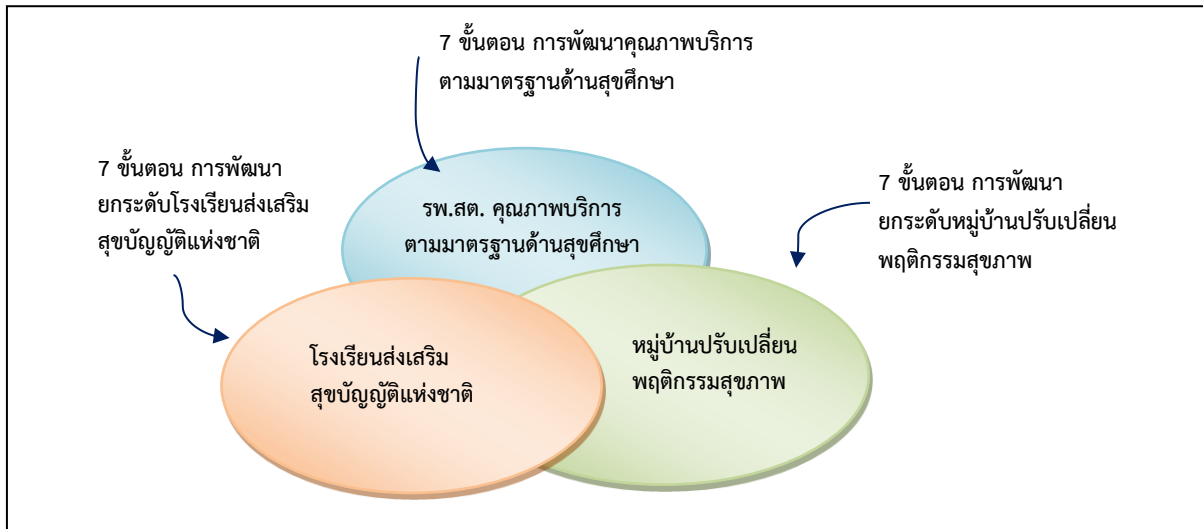 7 ขั้นตอน การพัฒนาคุณภาพบริการ
ตามมาตรฐานด้านสุขศึกษา
7 ขั้นตอน การพัฒนา
ยกระดับโรงเรียนส่งเสริม
สุขบัญญัติแห่งชาติ
7 ขั้นตอน การพัฒนา
ยกระดับหมู่บ้านปรับเปลี่ยน
พฤติกรรมสุขภาพ
รพ.สต. คุณภาพบริการ
ตามมาตรฐานด้านสุขศึกษา
โรงเรียนส่งเสริม
สุขบัญญัติแห่งชาติ
หมู่บ้านปรับเปลี่ยน
พฤติกรรมสุขภาพ